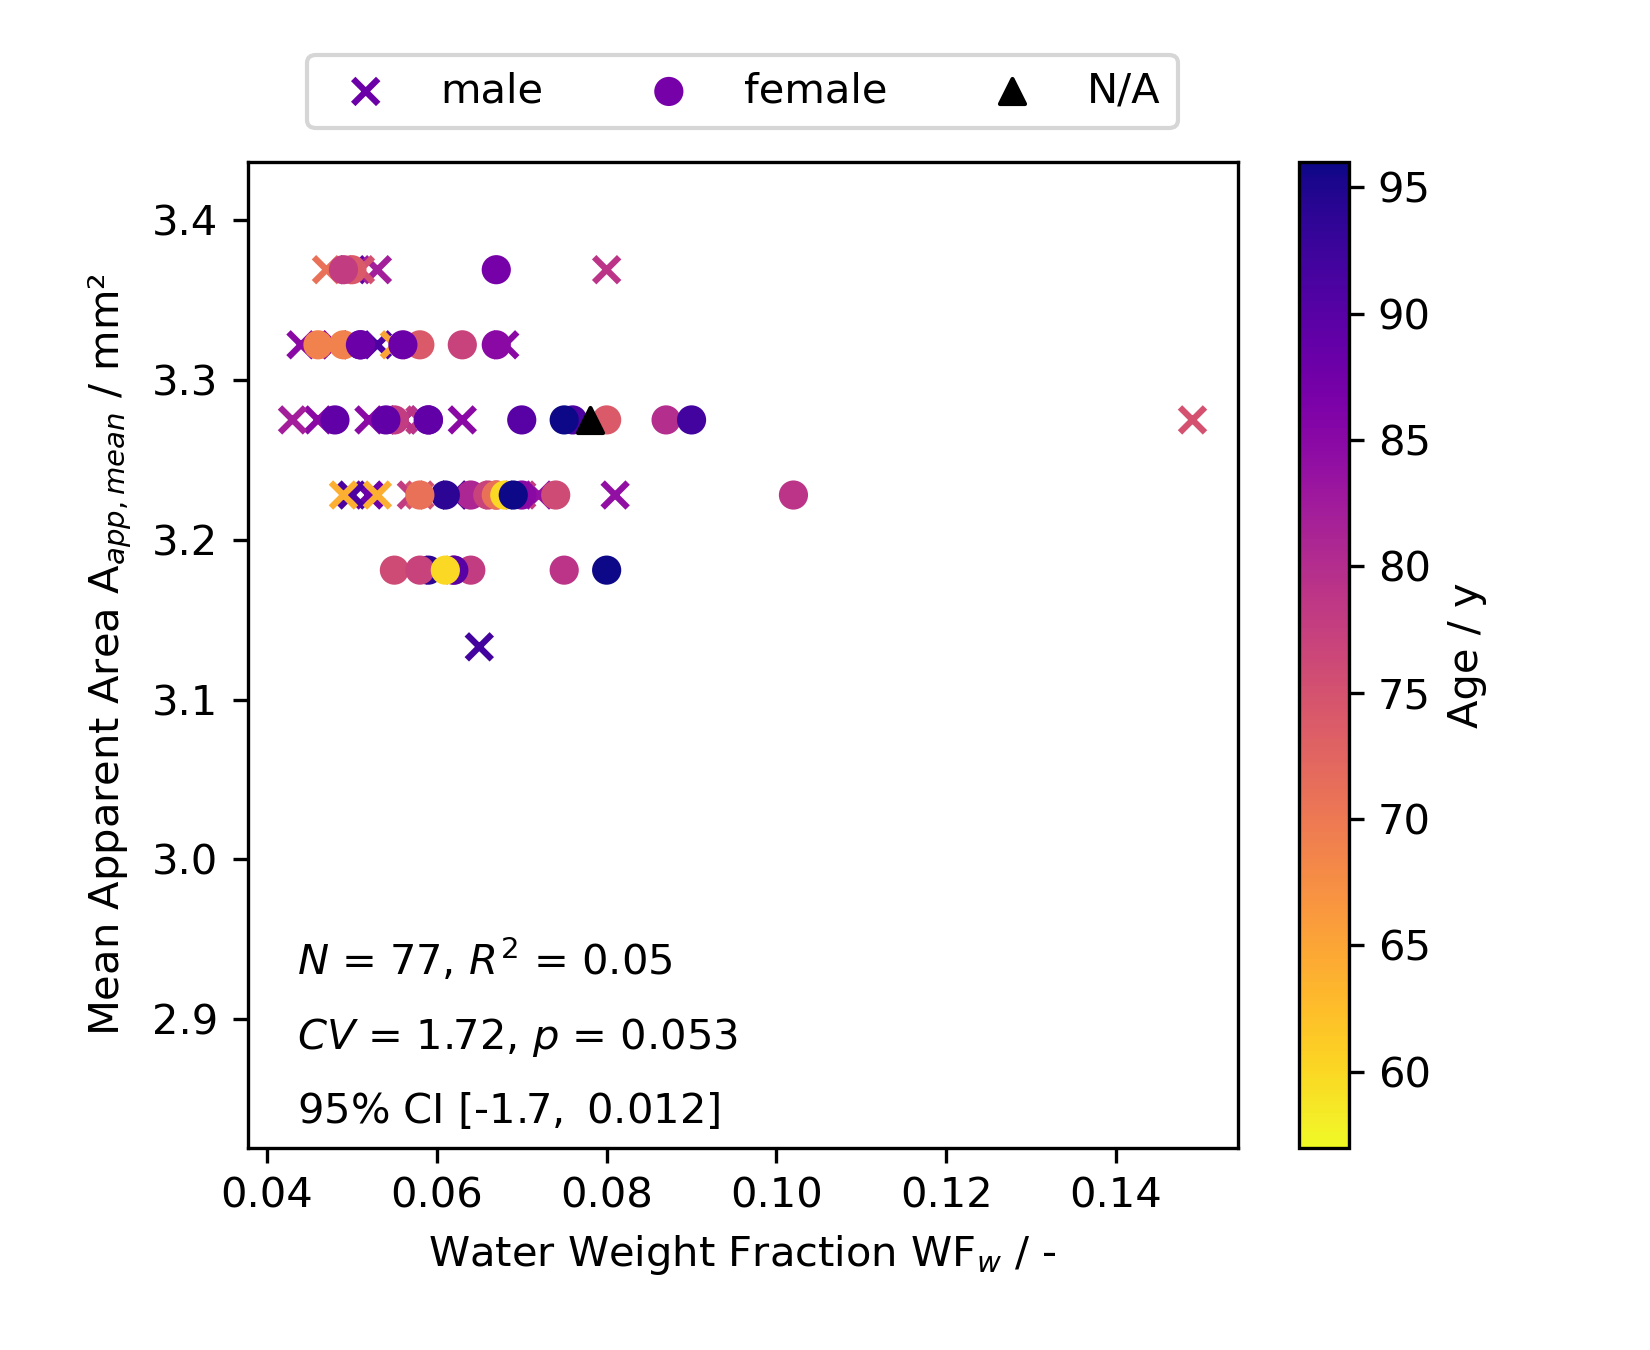 male female N/A
3.4
3.3
3.2
3.1
3.0
2.9
Mean Apparent Area A_{app, mean} / mm²
N = 77, R² = 0.05
CV = 1.72, p = 0.053
95% CI [-1.7, 0.012]
0.04 0.06 0.08 0.10 0.12 0.14
Water Weight Fraction WF_w / -
95
90
85
80
75
70
65
60
Age / y